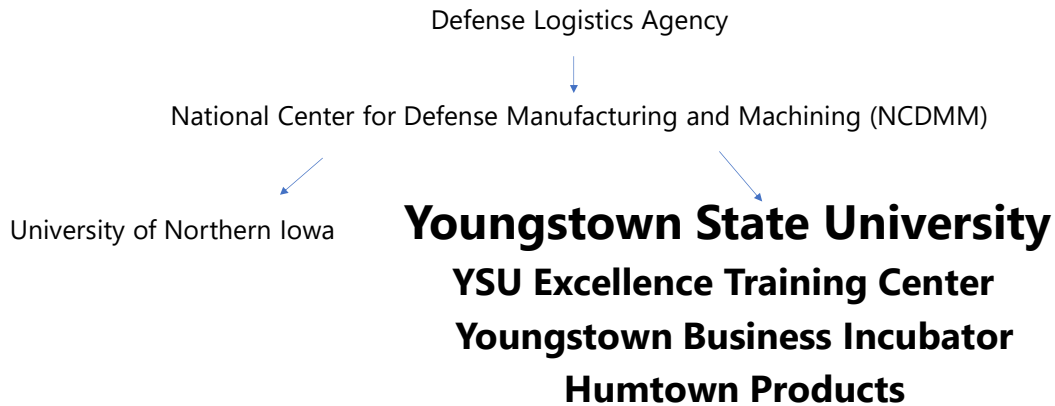 Defense Logistics Agency
National Center for Defense Manufacturing and Machining (NCDMM)
University of Northern Iowa
Youngstown State University
YSU Excellence Training Center
Youngstown Business Incubator
Humtown Products